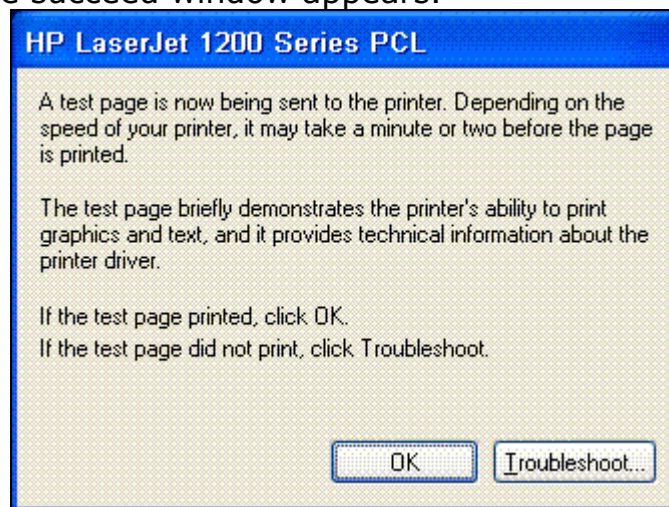 e succeed window appears.
HP LaserJet 1200 Series PCL
A test page is now being sent to the printer. Depending on the
speed of your printer, it may take a minute or two before the page
is printed.
The test page briefly demonstrates the printer's ability to print
graphics and text, and it provides technical information about the
printer driver.
If the test page printed, click OK.
If the test page did not print, click Troubleshoot.
OK Troubleshoot...